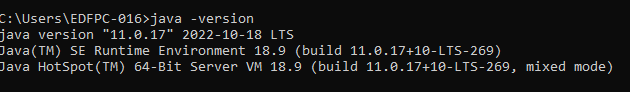 C:\Users\EDFPC-016>java -version
java version "11.0.17" 2022-10-18 LTS
Java(TM) SE Runtime Environment 18.9 (build 11.0.17+10-LTS-269)
Java HotSpot(TM) 64-Bit Server VM 18.9 (build 11.0.17+10-LTS-269, mixed mode)